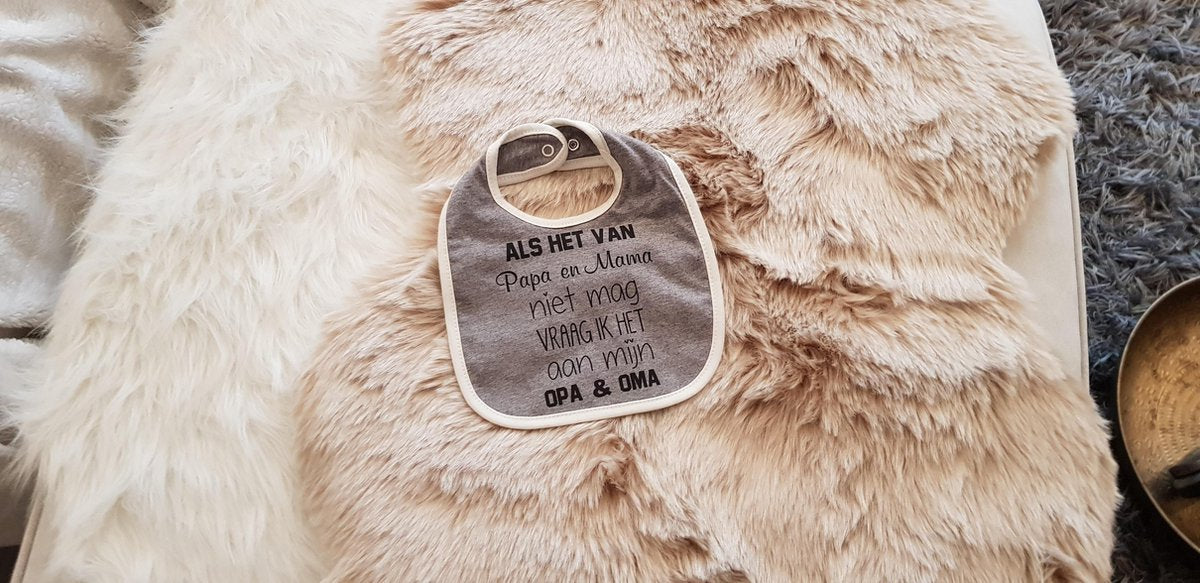 ALS HET VAN
Papa en Mama
niet mag
VRAAG IK HET
aan mijn
OPA & OMA